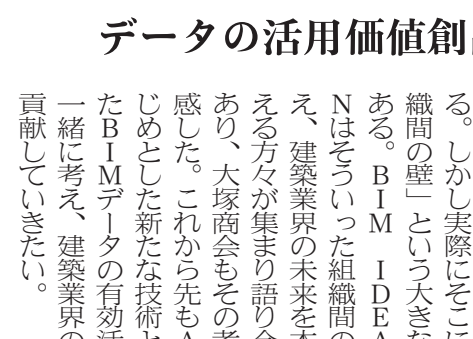 データの活用価値創
る。しかし実際にそこに
織間の壁」という大きな
ある。BIM IDEA
Nはそういった組織間の
え、建築業界の未来を本
える方々が集まり語り合
あり、大塚商会もその考
感した。これから先もA
じめとした新たな技術と
たBIMデータの有効活
一緒に考え、建築業界の
貢献していきたい。